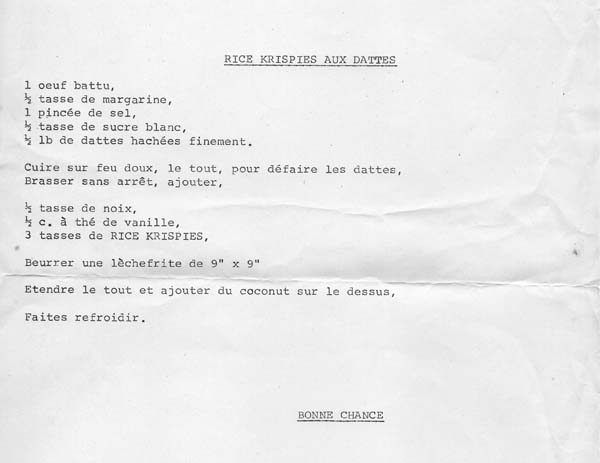 RICE KRISPIES AUX DATTES
1 oeuf battu,
½ tasse de margarine,
1 pincée de sel,
½ tasse de sucre blanc,
½ lb de dattes hachées finement.
Cuire sur feu doux, le tout, pour défaire les dattes,
Brasser sans arrêt, ajouter,
½ tasse de noix,
½ c. à thé de vanille,
3 tasses de RICE KRISPIES,
Beurrer une lèchefrite de 9" x 9"
Etendre le tout et ajouter du coconut sur le dessus,
Faites refroidir.
BONNE CHANCE